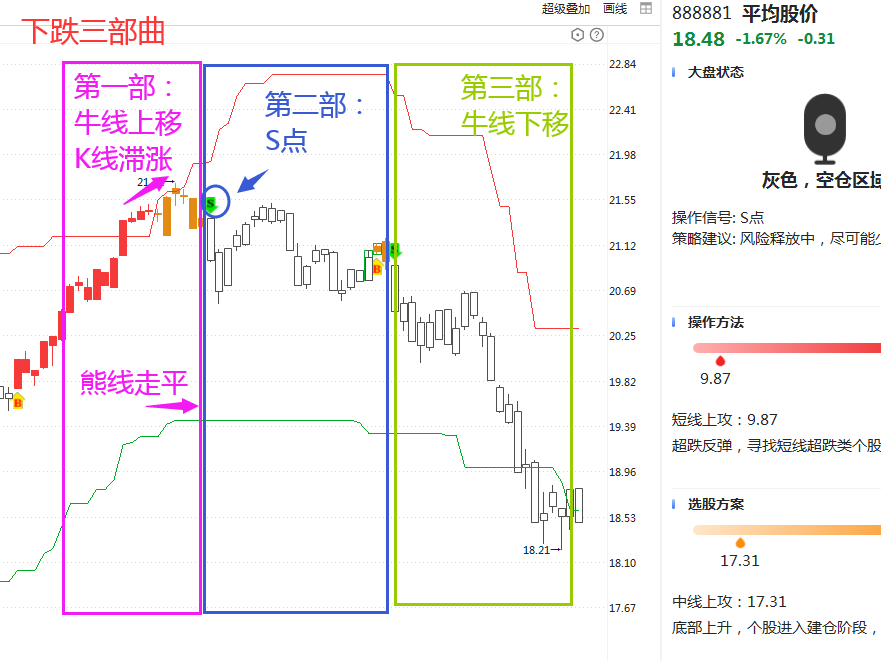 超级叠加 画线
下跌三部曲
第一部：
牛线上移
K线滞涨
第二部：
S点
第三部：
牛线下移
熊线走平
S
B
B
18.21
22.84
22.41
21.98
21.55
21.12
20.69
20.25
19.82
19.39
18.96
18.53
18.10
17.67
888881 平均股价
18.48 -1.67% -0.31
大盘状态
灰色，空仓区域
操作信号: S点
策略建议: 风险释放中，尽可能
操作方法
9.87
短线上攻：9.87
超跌反弹，寻找短线超跌类个股
选股方案
17.31
中线上攻：17.31
底部上升，个股进入建仓阶段，